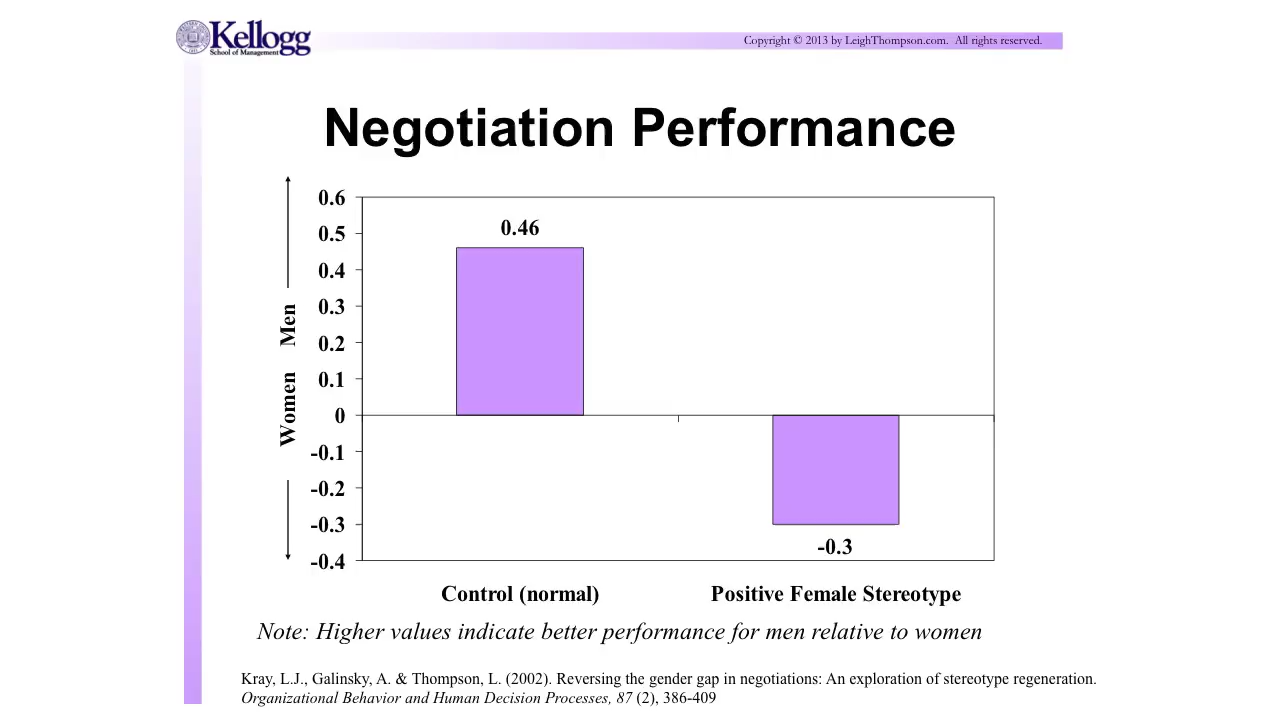 Kellogg
School of Management
Copyright © 2013 by LeighThompson.com. All rights reserved.
Negotiation Performance
0.6
0.5
0.4
0.3
0.2
0.1
0
-0.1
-0.2
-0.3
-0.4
Women Men
0.46
-0.3
Control (normal)
Positive Female Stereotype
Note: Higher values indicate better performance for men relative to women
Kray, L.J., Galinsky, A. & Thompson, L. (2002). Reversing the gender gap in negotiations: An exploration of stereotype regeneration.
Organizational Behavior and Human Decision Processes, 87 (2), 386-409